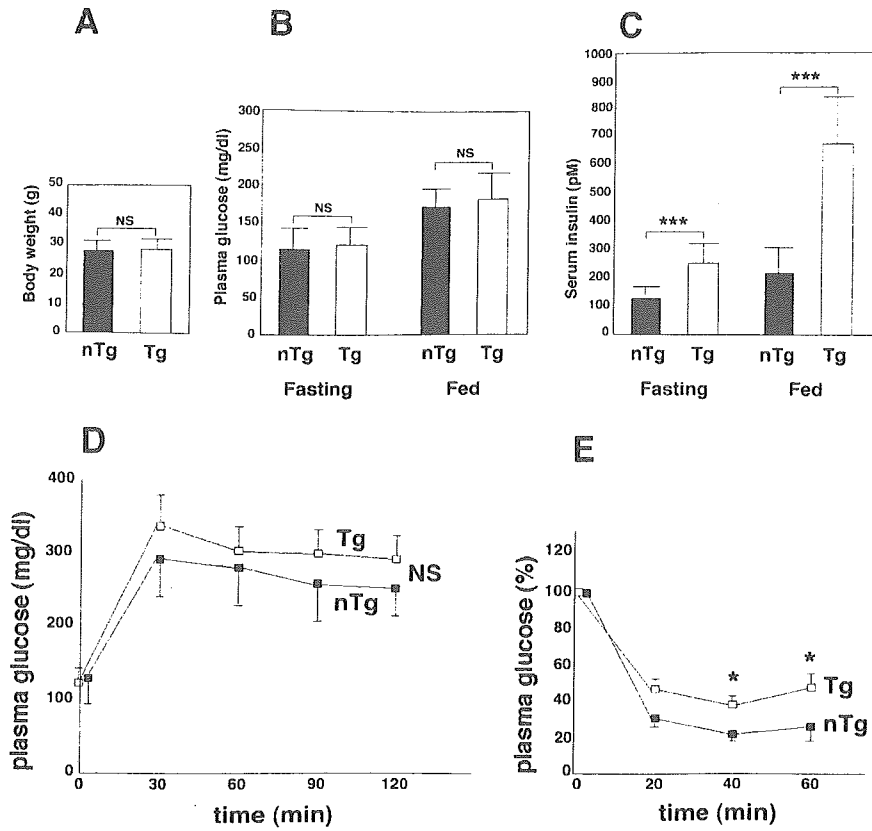 A
Body weight (g)
50
40
30
20
10
0
NS
nTg Tg
B
Plasma glucose (mg/dl)
300
250
200
150
100
50
0
NS
NS
nTg Tg nTg Tg
Fasting Fed
C
Serum insulin (pM)
1000
900
800
700
600
500
400
300
200
100
0
***
***
nTg Tg nTg Tg
Fasting Fed
D
plasma glucose (mg/dl)
400
300
200
100
0
Tg
NS
nTg
0 30 60 90 120
time (min)
E
plasma glucose (%)
120
100
80
60
40
20
0
* *
Tg
nTg
0 20 40 60
time (min)